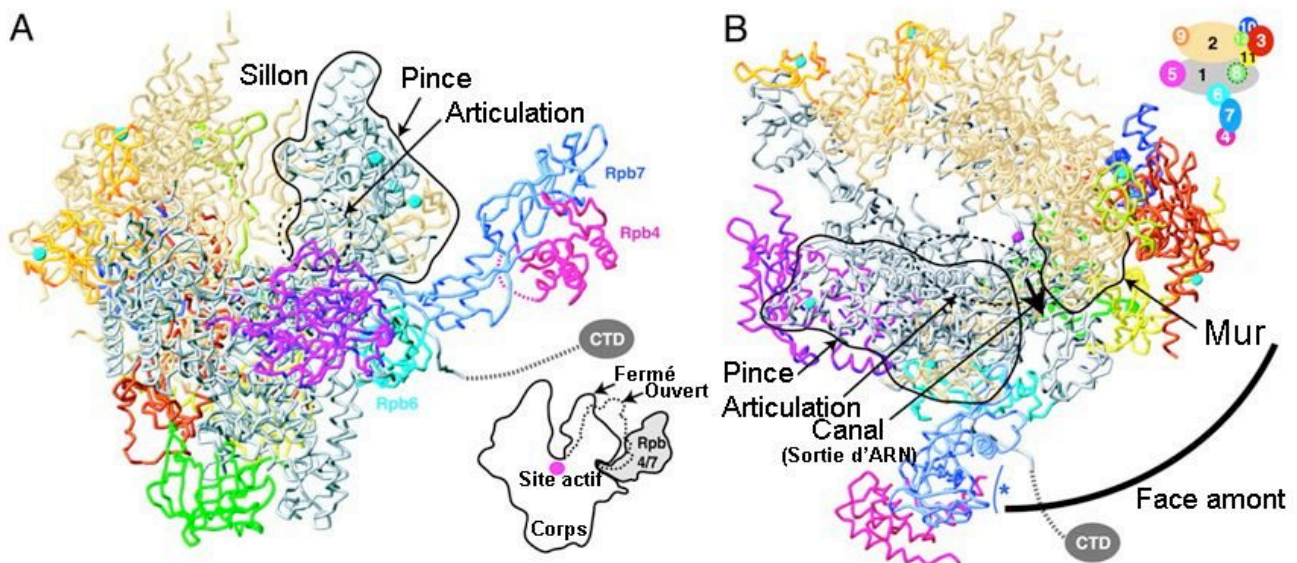 A
Sillon
Pince
Articulation
Rpb7
Rpb4
CTD
Rpb6
Fermé
Ouvert
Rpb
4/7
Site actif
Corps
B
10
9
2
3
11
5
1
6
7
4
Mur
Pince
Articulation
Canal
(Sortie d'ARN)
*
Face amont
CTD